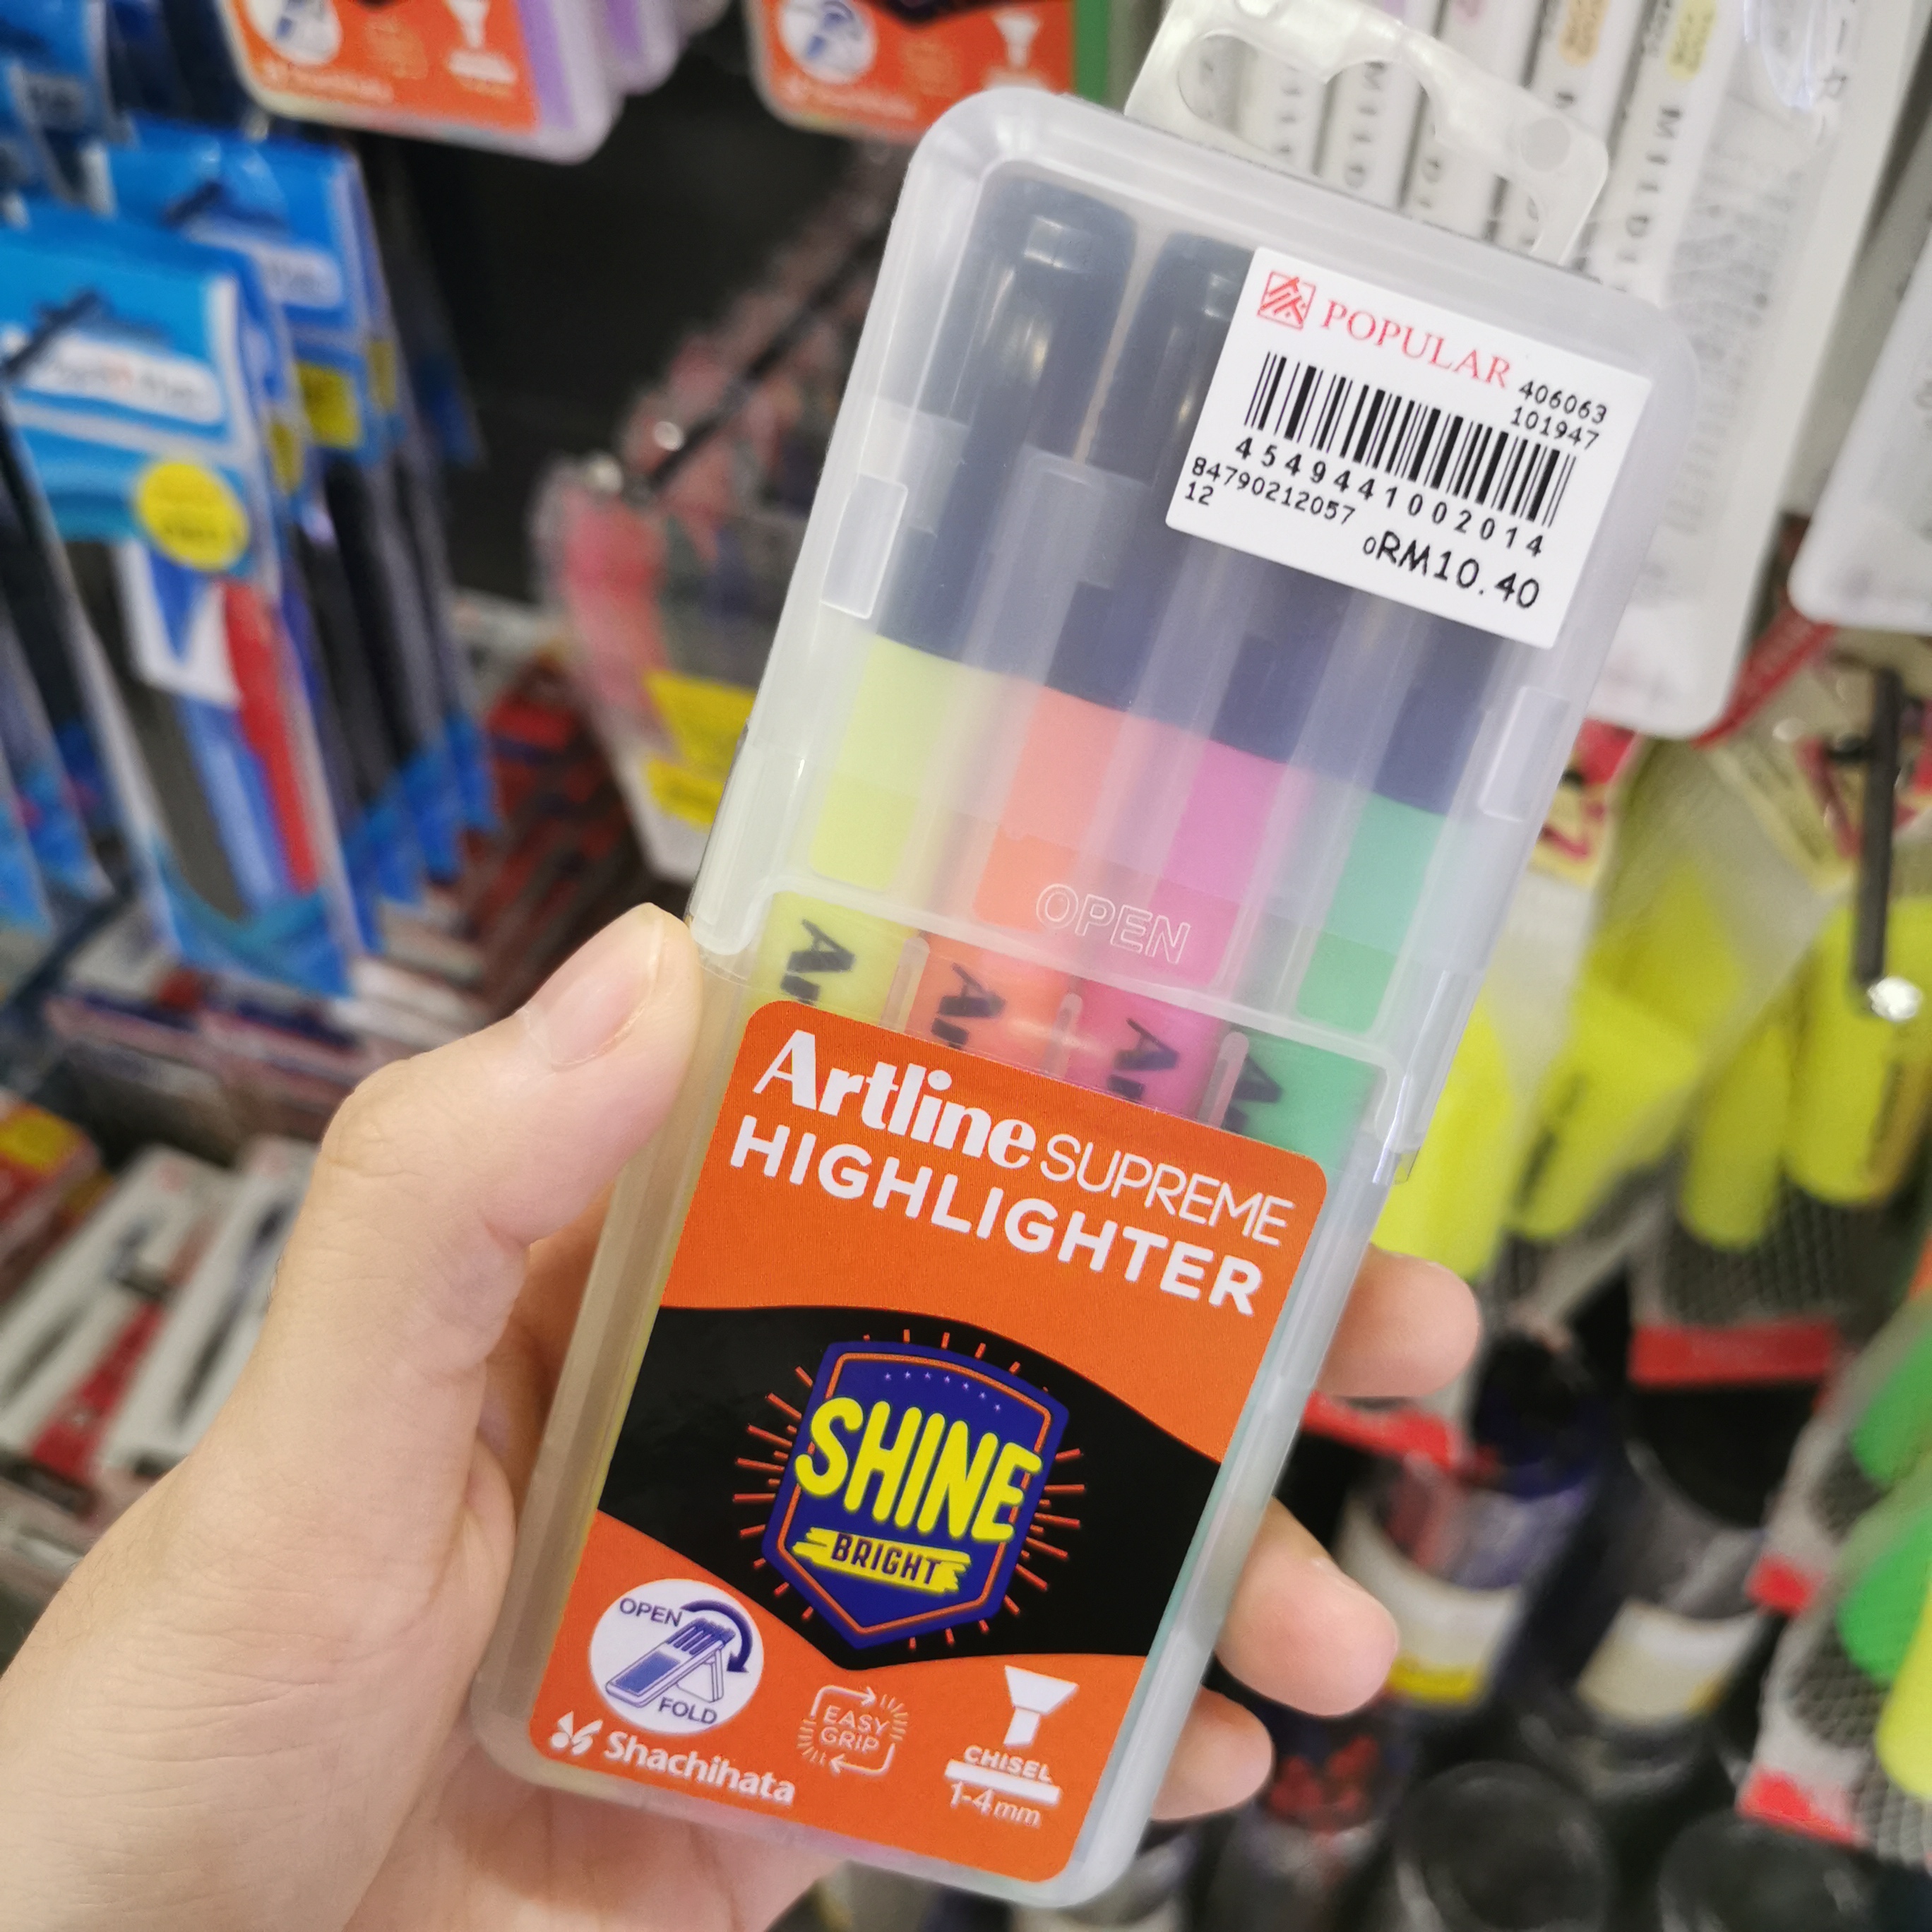 POPULAR
406063
101947
4549441002014
84790212057
12
0RM10.40
OPEN
Artline SUPREME
HIGHLIGHTER
SHINE
BRIGHT
OPEN
FOLD
EASY
GRIP
CHISEL
1-4mm
Shachihata